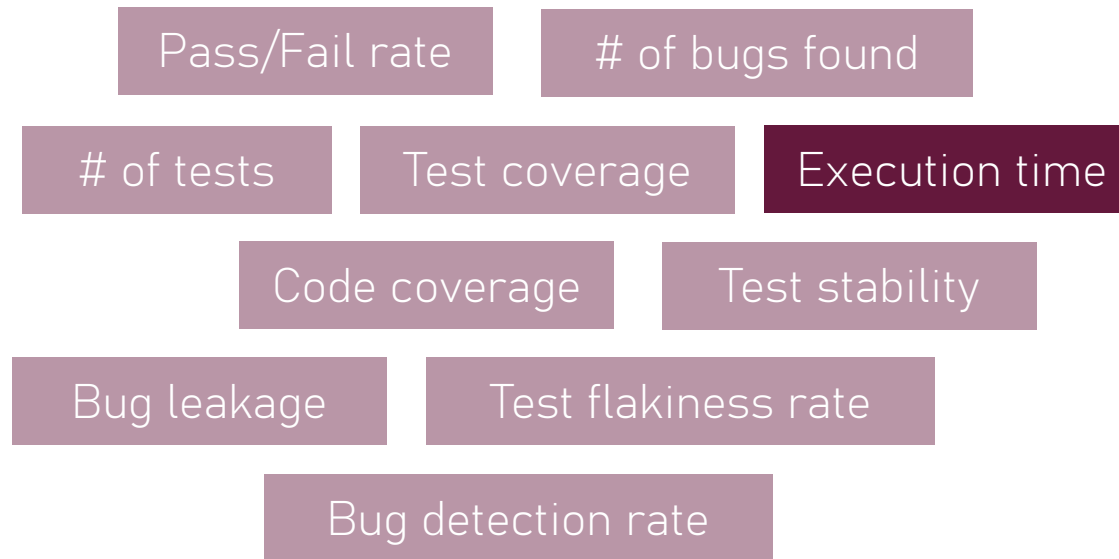 Pass/Fail rate
# of bugs found
# of tests
Test coverage
Execution time
Code coverage
Test stability
Bug leakage
Test flakiness rate
Bug detection rate